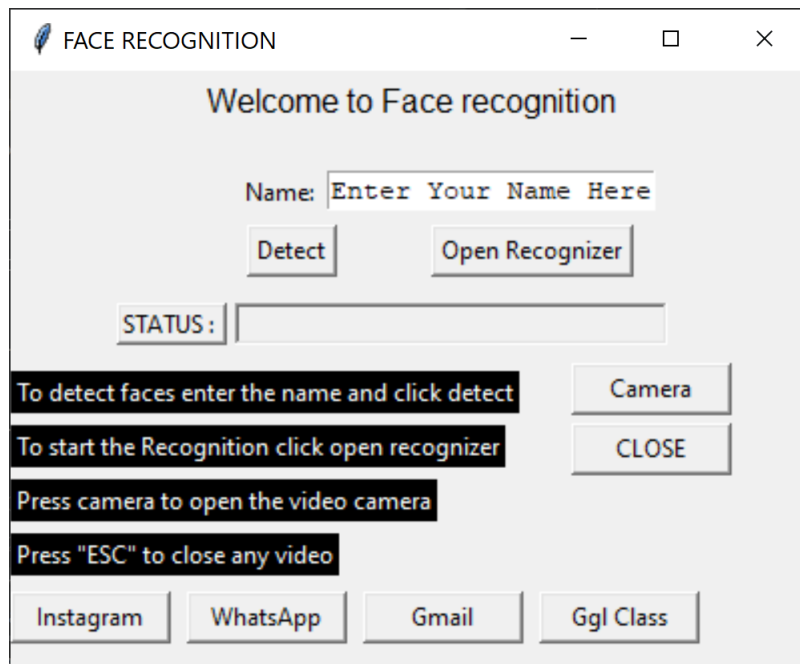 FACE RECOGNITION
Welcome to Face recognition
Name: Enter Your Name Here
Detect Open Recognizer
STATUS :
To detect faces enter the name and click detect
Camera
To start the Recognition click open recognizer
CLOSE
Press camera to open the video camera
Press "ESC" to close any video
Instagram WhatsApp Gmail Ggl Class